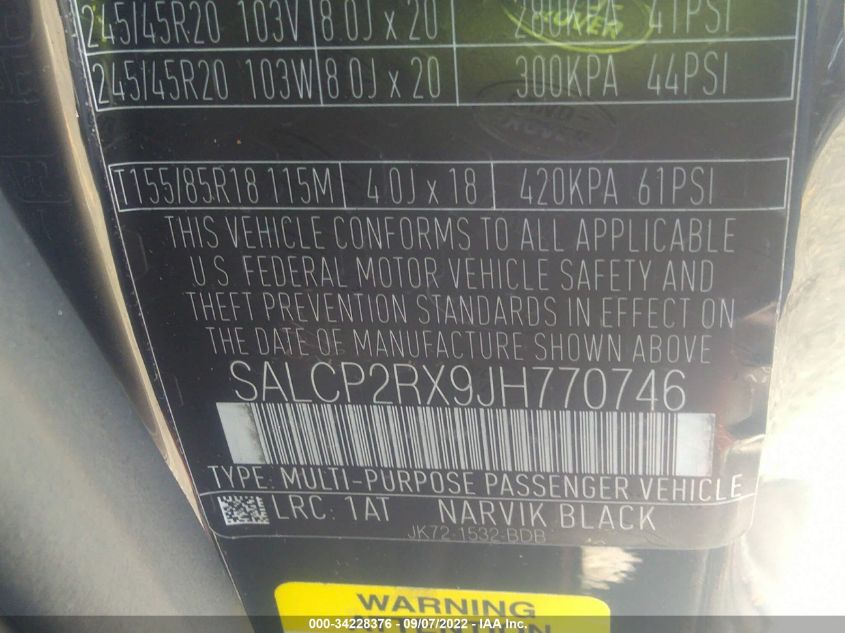 245/45R20 103V 8.0J x 20 280KPA 41PSI
245/45R20 103W 8.0J x 20 300KPA 44PSI
T155/85R18 115M 4.0J x 18 420KPA 61PSI
THIS VEHICLE CONFORMS TO ALL APPLICABLE
U.S. FEDERAL MOTOR VEHICLE SAFETY AND
THEFT PREVENTION STANDARDS IN EFFECT ON
THE DATE OF MANUFACTURE SHOWN ABOVE
SALCP2RX9JH770746
TYPE: MULTI-PURPOSE PASSENGER VEHICLE
LRC: 1AT NARVIK BLACK
JK72-1532-BDB
WARNING
ATTENTION
000-34228376 - 09/07/2022 - IAA Inc.